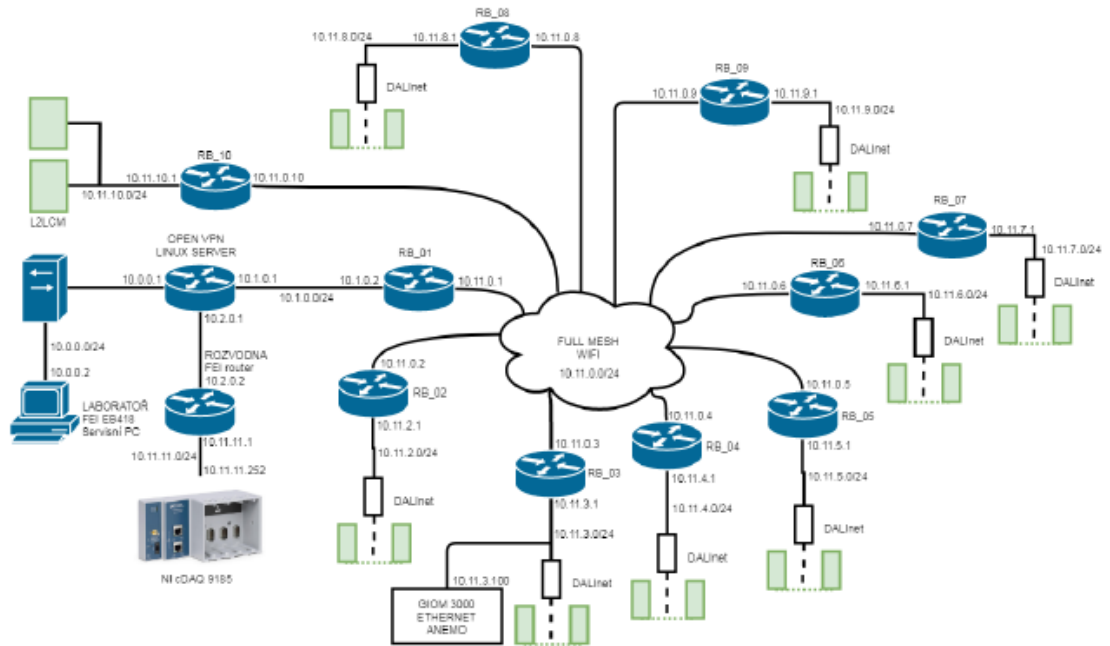 RB_08
10.11.8.0/24
10.11.8.1
10.11.0.8
DALInet
RB_09
10.11.0.9
10.11.9.1
10.11.9.0/24
DALInet
RB_10
10.11.10.1
10.11.0.10
10.11.10.0/24
L2LCM
RB_07
10.11.0.7
10.11.7.1
10.11.7.0/24
DALInet
OPEN VPN
LINUX SERVER
10.0.0.1
10.1.0.1
10.1.0.0/24
10.2.0.1
RB_01
10.1.0.2
10.11.0.1
RB_06
10.11.0.6
10.11.6.1
10.11.6.0/24
DALInet
FULL MESH
WIFI
10.11.0.0/24
10.0.0.0/24
10.0.0.2
LABORATOŘ
FEI EB418
Servisní PC
ROZVODNA
FEI router
10.2.0.2
10.11.11.1
10.11.11.0/24
10.11.11.252
NI cDAQ 9185
10.11.0.2
RB_02
10.11.2.1
10.11.2.0/24
DALInet
10.11.0.3
RB_03
10.11.3.1
10.11.3.0/24
10.11.3.100
GIOM 3000
ETHERNET
ANEMO
DALInet
10.11.0.4
RB_04
10.11.4.1
10.11.4.0/24
DALInet
10.11.0.5
RB_05
10.11.5.1
10.11.5.0/24
DALInet